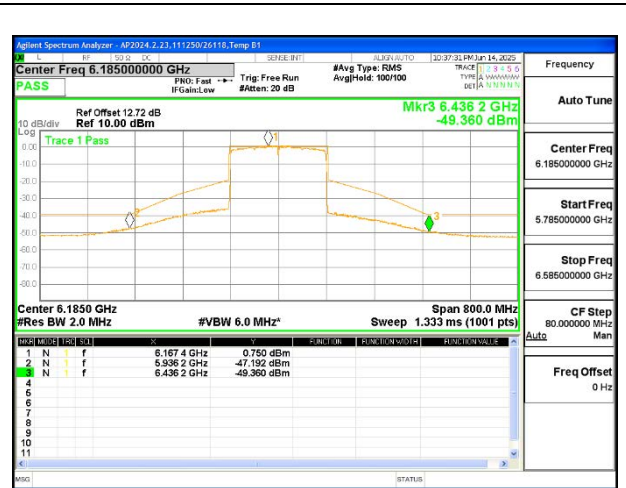 Agilent Spectrum Analyzer - AP2024.2.23,111250/26118,Temp B1
L RF 50 Ω DC SENSE:INT ALIGN AUTO 10:37:31 PM Jun 14, 2025
Center Freq 6.185000000 GHz
PASS
PNO: Fast
IFGain:Low
Trig: Free Run
#Atten: 20 dB
#Avg Type: RMS
Avg|Hold: 100/100
TRACE 1 2 3 4 5 6
TYPE A WWWWW
DET A N N N N N
Frequency
Ref Offset 12.72 dB
10 dB/div Ref 10.00 dBm
Mkr3 6.436 2 GHz
-49.360 dBm
Log
Trace 1 Pass
0.00
-10.0
-20.0
-30.0
-40.0
-50.0
-60.0
-70.0
-80.0
1
2
3
Center 6.1850 GHz Span 800.0 MHz
#Res BW 2.0 MHz #VBW 6.0 MHz* Sweep 1.333 ms (1001 pts)
MKR MODE TRC SCL X Y FUNCTION FUNCTION WIDTH FUNCTION VALUE
1 N 1 f 6.167 4 GHz 0.750 dBm
2 N 1 f 5.936 2 GHz -47.192 dBm
3 N 1 f 6.436 2 GHz -49.360 dBm
4
5
6
7
8
9
10
11
MSG STATUS
Auto Tune
Center Freq
6.185000000 GHz
Start Freq
5.785000000 GHz
Stop Freq
6.585000000 GHz
CF Step
80.000000 MHz
Auto Man
Freq Offset
0 Hz